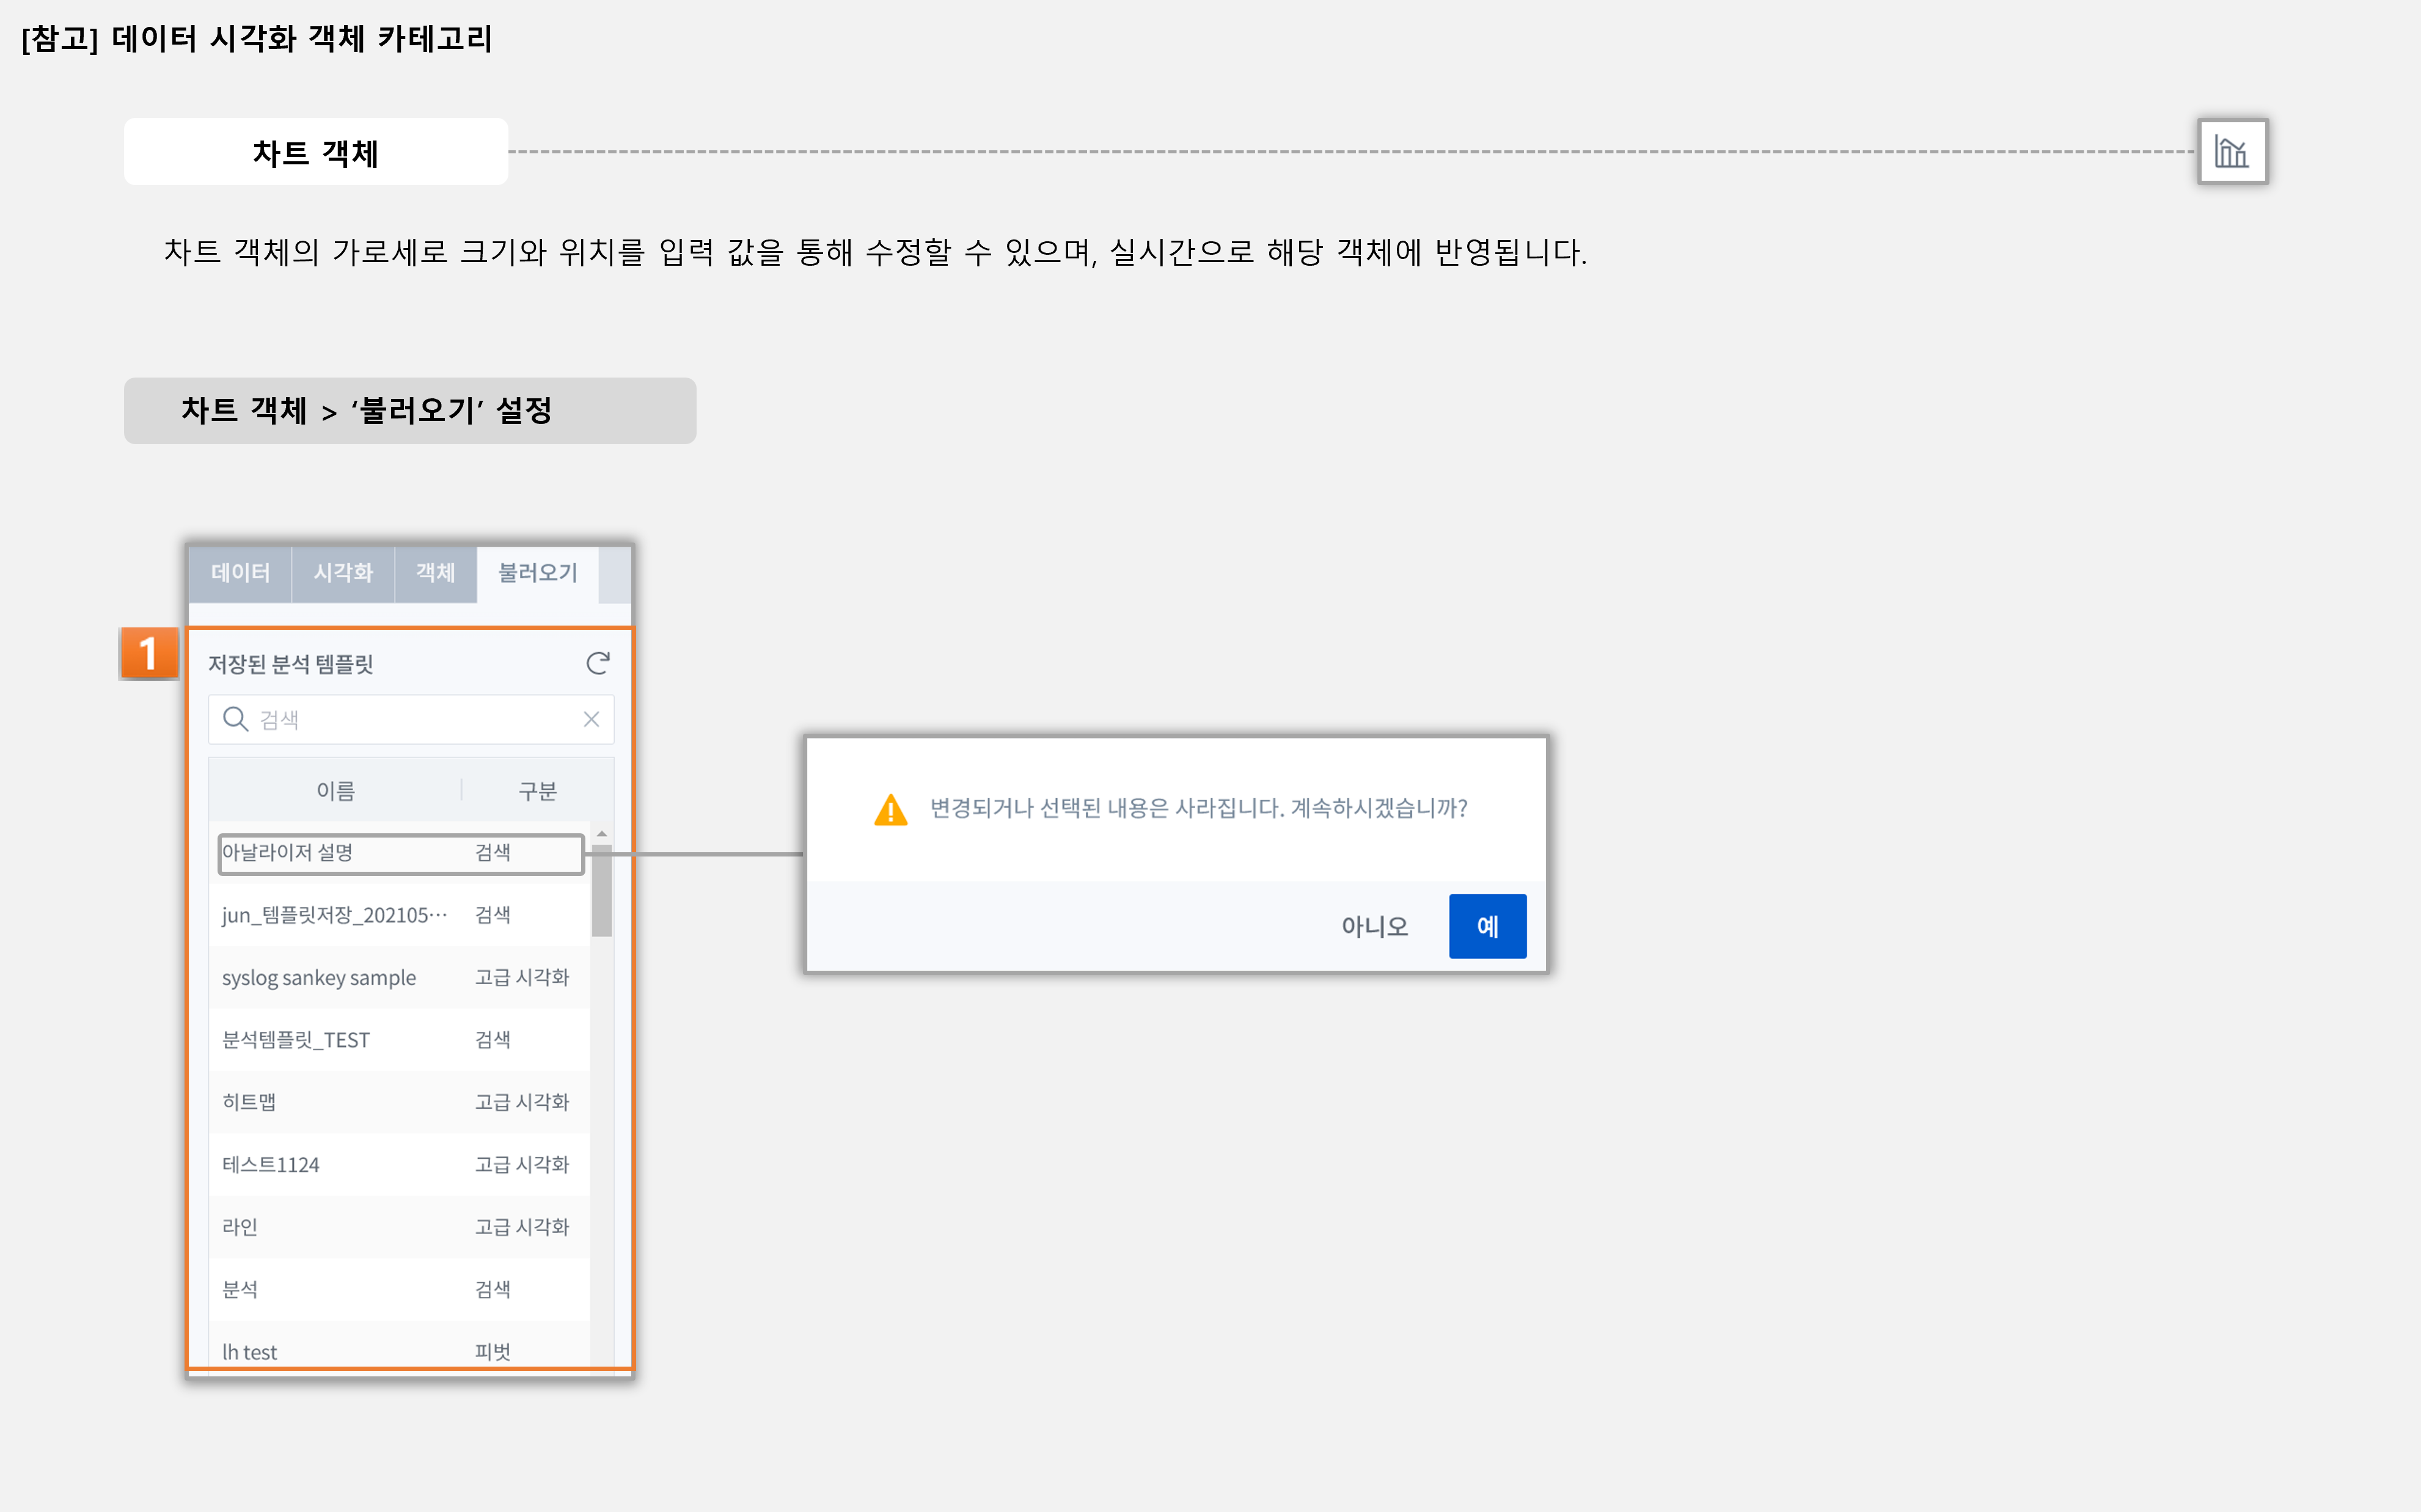 [참고] 데이터 시각화 객체 카테고리
차트 객체
차트 객체의 가로세로 크기와 위치를 입력 값을 통해 수정할 수 있으며, 실시간으로 해당 객체에 반영됩니다.
차트 객체 > ‘불러오기’ 설정
데이터 시각화 객체 불러오기
1
저장된 분석 템플릿
검색
이름 구분
아날라이저 설명 검색
jun_템플릿저장_202105··· 검색
syslog sankey sample 고급 시각화
분석템플릿_TEST 검색
히트맵 고급 시각화
테스트1124 고급 시각화
라인 고급 시각화
분석 검색
lh test 피벗
변경되거나 선택된 내용은 사라집니다. 계속하시겠습니까?
아니오 예